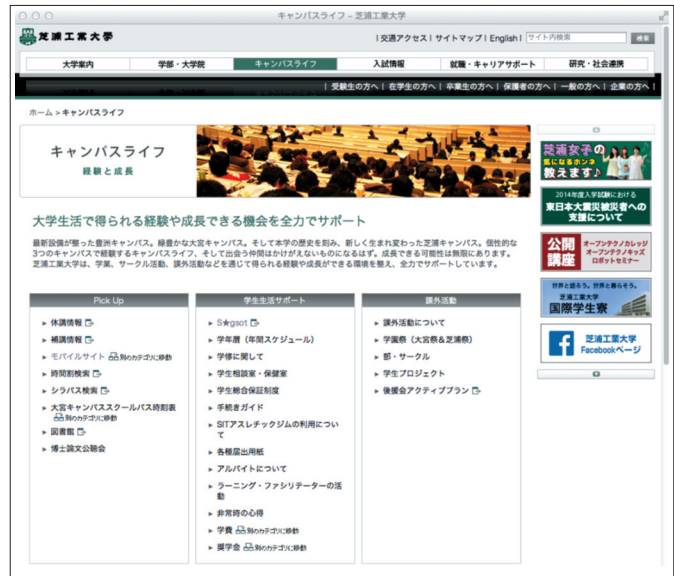 キャンパスライフ – 芝浦工業大学
芝浦工業大學
| 交通アクセス | サイトマップ | English | サイト内検索 検索
大学案内 学部・大学院 キャンパスライフ 入試情報 就職・キャリアサポート 研究・社会連携
| 受験生の方へ | 在学生の方へ | 卒業生の方へ | 保護者の方へ | 一般の方へ | 企業の方へ |
ホーム > キャンパスライフ
キャンパスライフ
経験と成長
大学生活で得られる経験や成長できる機会を全力でサポート
最新設備が整った豊洲キャンパス。緑豊かな大宮キャンパス。そして本学の歴史を刻み、新しく生まれ変わった芝浦キャンパス。個性的な
3つのキャンパスで経験するキャンパスライフ、そして出会う仲間はかけがえないものになるはず。成長できる可能性は無限にあります。
芝浦工業大学は、学業、サークル活動、課外活動などを通じて得られる経験や成長ができる環境を整え、全力でサポートしています。
Pick Up
休講情報
補講情報
モバイルサイト 別のカテゴリに移動
時間割検索
シラバス検索
大宮キャンパススクールバス時刻表
別のカテゴリに移動
図書館
博士論文公聴会
学生生活サポート
S★gsot
学年暦（年間スケジュール）
学修に関して
学生相談室・保健室
学生総合保証制度
手続きガイド
SITアスレチックジムの利用につい
て
各種届出用紙
アルバイトについて
ラーニング・ファシリテーターの活
動
非常時の心得
学費 別のカテゴリに移動
奨学金 別のカテゴリに移動
課外活動
課外活動について
学園祭（大宮祭＆芝浦祭）
部・サークル
学生プロジェクト
後援会アクティブプラン
芝浦女子の
気になるホンネ
教えます♪
2014年度入学試験における
東日本大震災被災者への
支援について
公開
講座
オープンテクノカレッジ
オープンテクノキッズ
ロボットセミナー
世界と語ろう。世界と暮らそう。
芝浦工業大学
国際学生寮
芝浦工業大学
Facebookページ